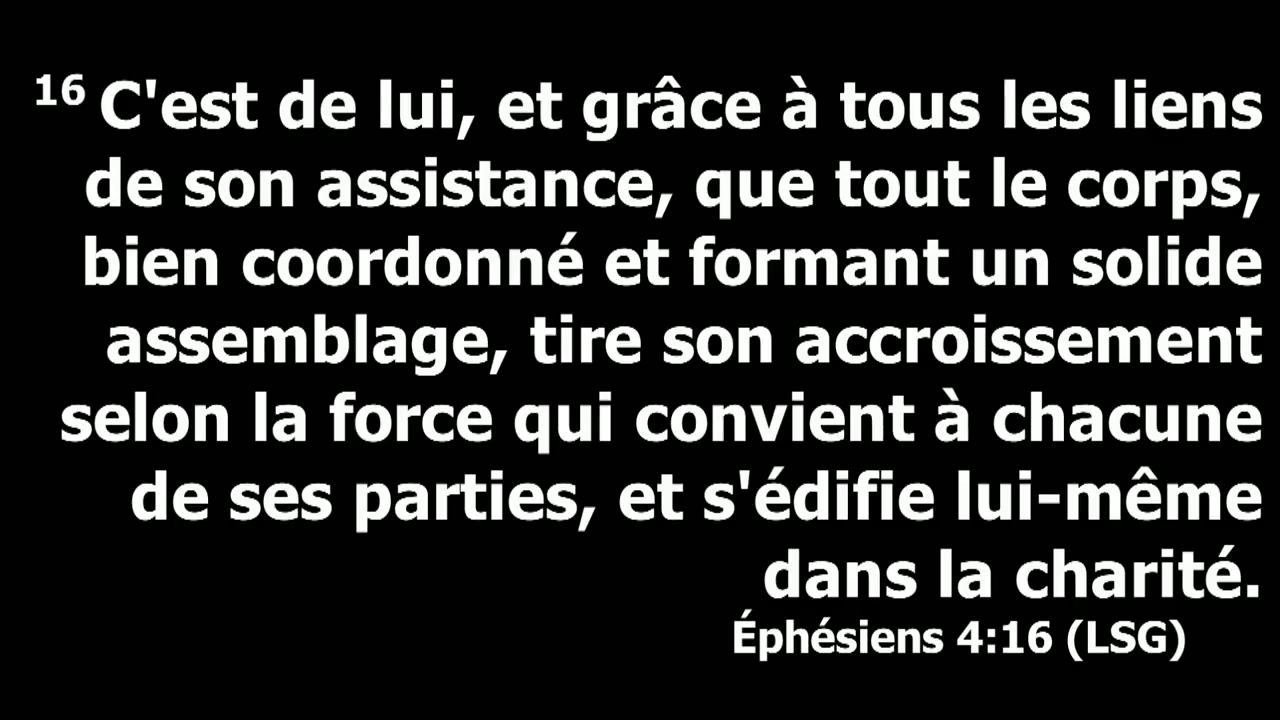 16 C'est de lui, et grâce à tous les liens
de son assistance, que tout le corps,
bien coordonné et formant un solide
assemblage, tire son accroissement
selon la force qui convient à chacune
de ses parties, et s'édifie lui-même
dans la charité.
Éphésiens 4:16 (LSG)